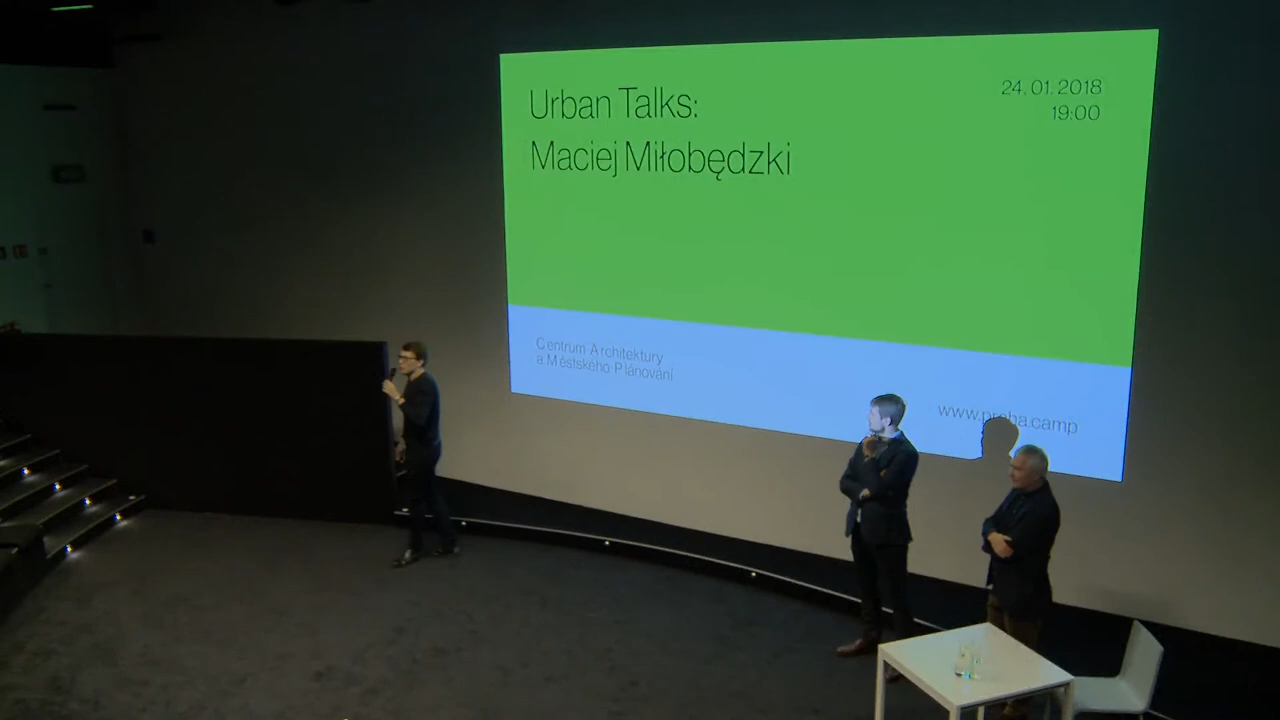 Urban Talks:
Maciej Miłobędzki
24. 01. 2018
19:00
Centrum Architektury
a Městského Plánování
www.praha.camp